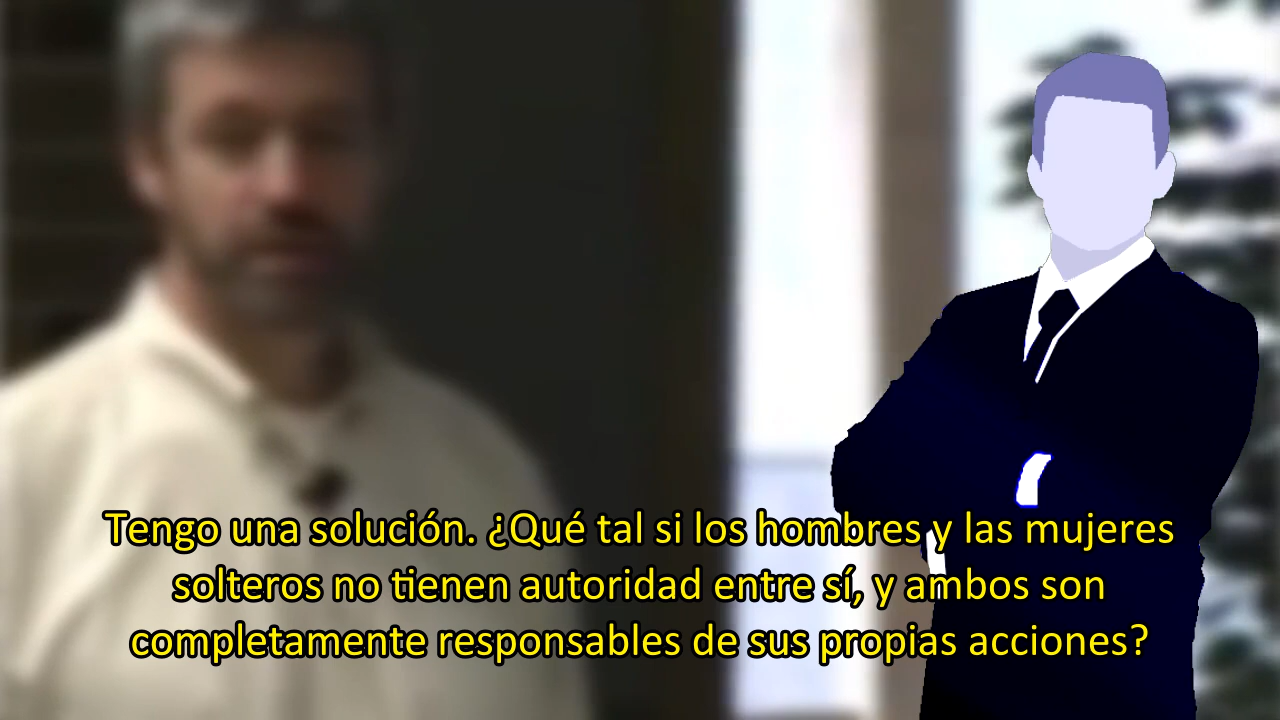 Tengo una solución. ¿Qué tal si los hombres y las mujeres
solteros no tienen autoridad entre sí, y ambos son
completamente responsables de sus propias acciones?